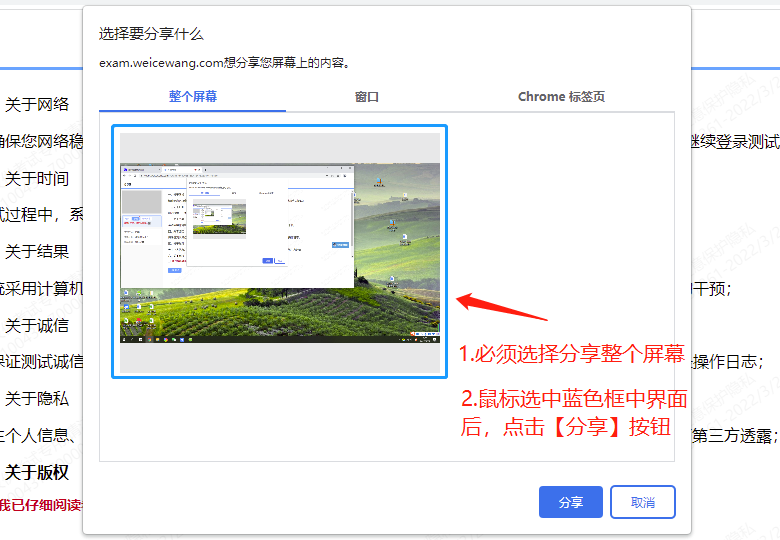 选择要分享什么
exam.weicewang.com想分享您屏幕上的内容。
整个屏幕
窗口
Chrome 标签页
关于网络
确保您网络稳
继续登录测试
关于时间
试过程中，系
关于结果
统采用计算机
干预；
关于诚信
保证测试诚信
操作日志；
关于隐私
个人信息、
第三方透露；
关于版权
我已仔细阅读
1.必须选择分享整个屏幕
2.鼠标选中蓝色框中界面
后，点击【分享】按钮
分享
取消